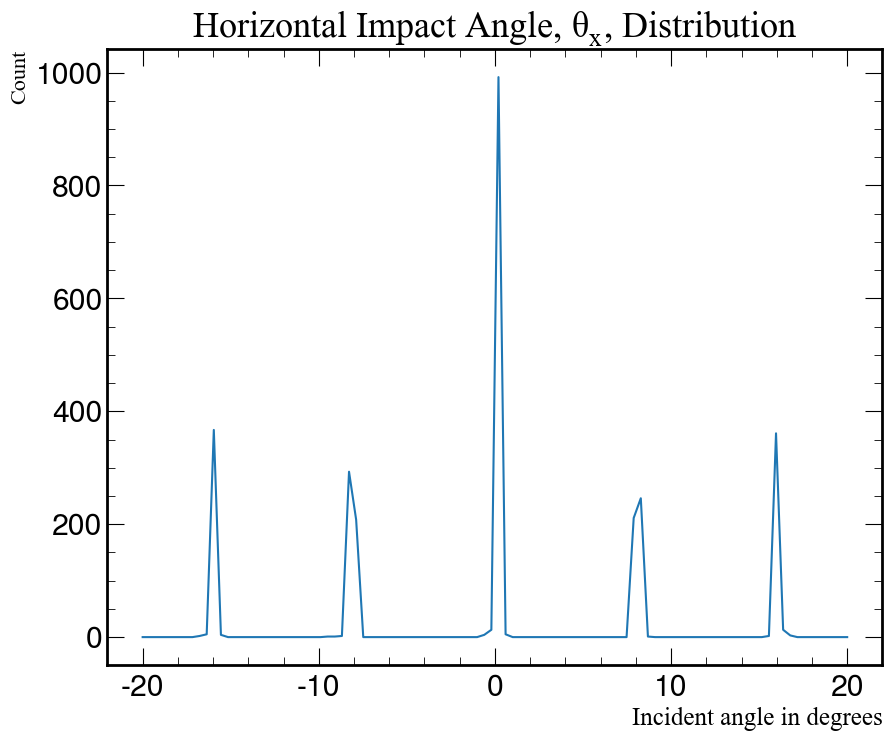 Horizontal Impact Angle, θx, Distribution
Count
1000
800
600
400
200
0
-20 -10 0 10 20
Incident angle in degrees